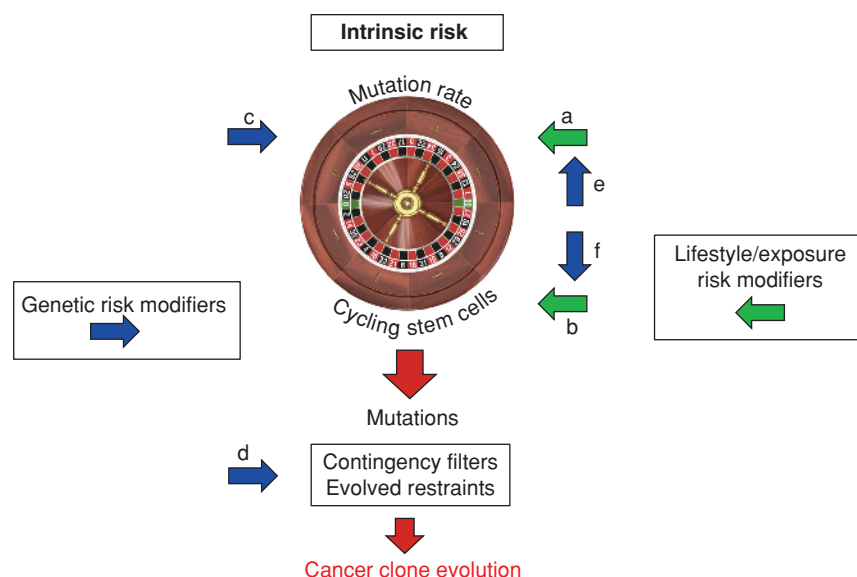 Intrinsic risk
Mutation rate
c
a
e
f
Lifestyle/exposure
risk modifiers
Genetic risk modifiers
Cycling stem cells
b
Mutations
d
Contingency filters
Evolved restraints
Cancer clone evolution